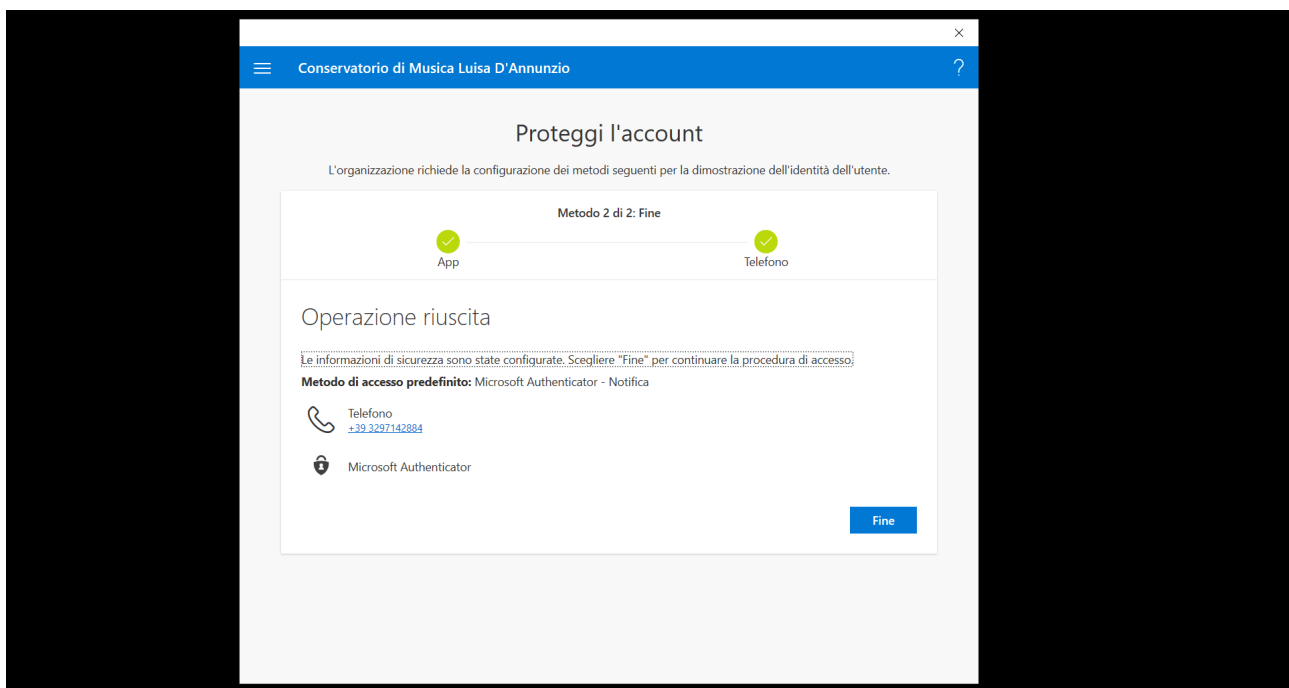 Conservatorio di Musica Luisa D'Annunzio
?
Proteggi l'account
L'organizzazione richiede la configurazione dei metodi seguenti per la dimostrazione dell'identità dell'utente.
Metodo 2 di 2: Fine
App
Telefono
Operazione riuscita
Le informazioni di sicurezza sono state configurate. Scegliere "Fine" per continuare la procedura di accesso.
Metodo di accesso predefinito: Microsoft Authenticator - Notifica
Telefono
+39 3297142884
Microsoft Authenticator
Fine